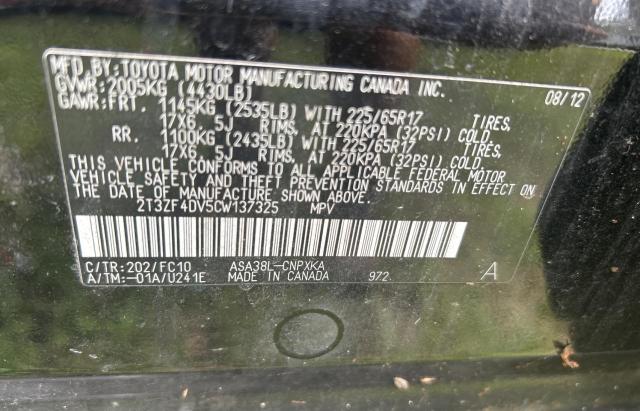 MFD.BY:TOYOTA MOTOR MANUFACTURING CANADA INC.
GVWR:2005KG (4430LB) 08/12
GAWR:FRT. 1145KG (2535LB) WITH 225/65R17 TIRES,
17X6.5J RIMS, AT 220KPA (32PSI) COLD
RR. 1100KG (2435LB) WITH 225/65R17 TIRES,
17X6.5J RIMS, AT 220KPA (32PSI) COLD
THIS VEHICLE CONFORMS TO ALL APPLICABLE FEDERAL MOTOR
VEHICLE SAFETY AND THEFT PREVENTION STANDARDS IN EFFECT ON
THE DATE OF MANUFACTURE SHOWN ABOVE.
2T3ZF4DV5CW137325 MPV
C/TR:202/FC10 ASA38L-CNPXKA
A/TM:-01A/U241E MADE IN CANADA 972 A